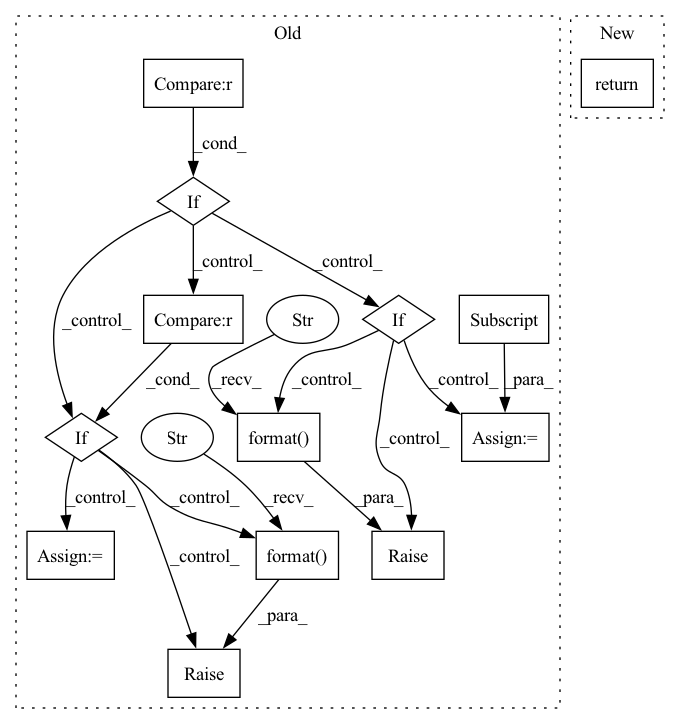 Old
New
Compare:r
return
_cond_
If
_control_
_control_
_control_
Compare:r
Str
If
Subscript
_cond_
_recv_
_control_
_control_
_para_
If
Str
format()
_control_
Assign:=
_control_
_control_
_recv_
_para_
Assign:=
_control_
format()
Raise
_para_
Raise